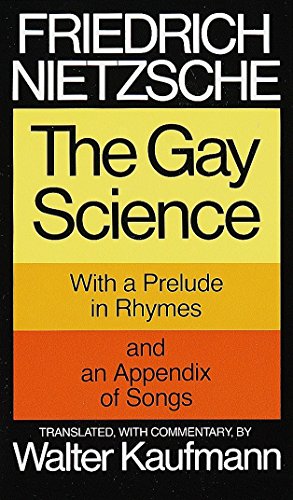 FRIEDRICH
NIETZSCHE
The Gay
Science
With a Prelude
in Rhymes
and
an Appendix
of Songs
TRANSLATED, WITH COMMENTARY, BY
Walter Kaufmann